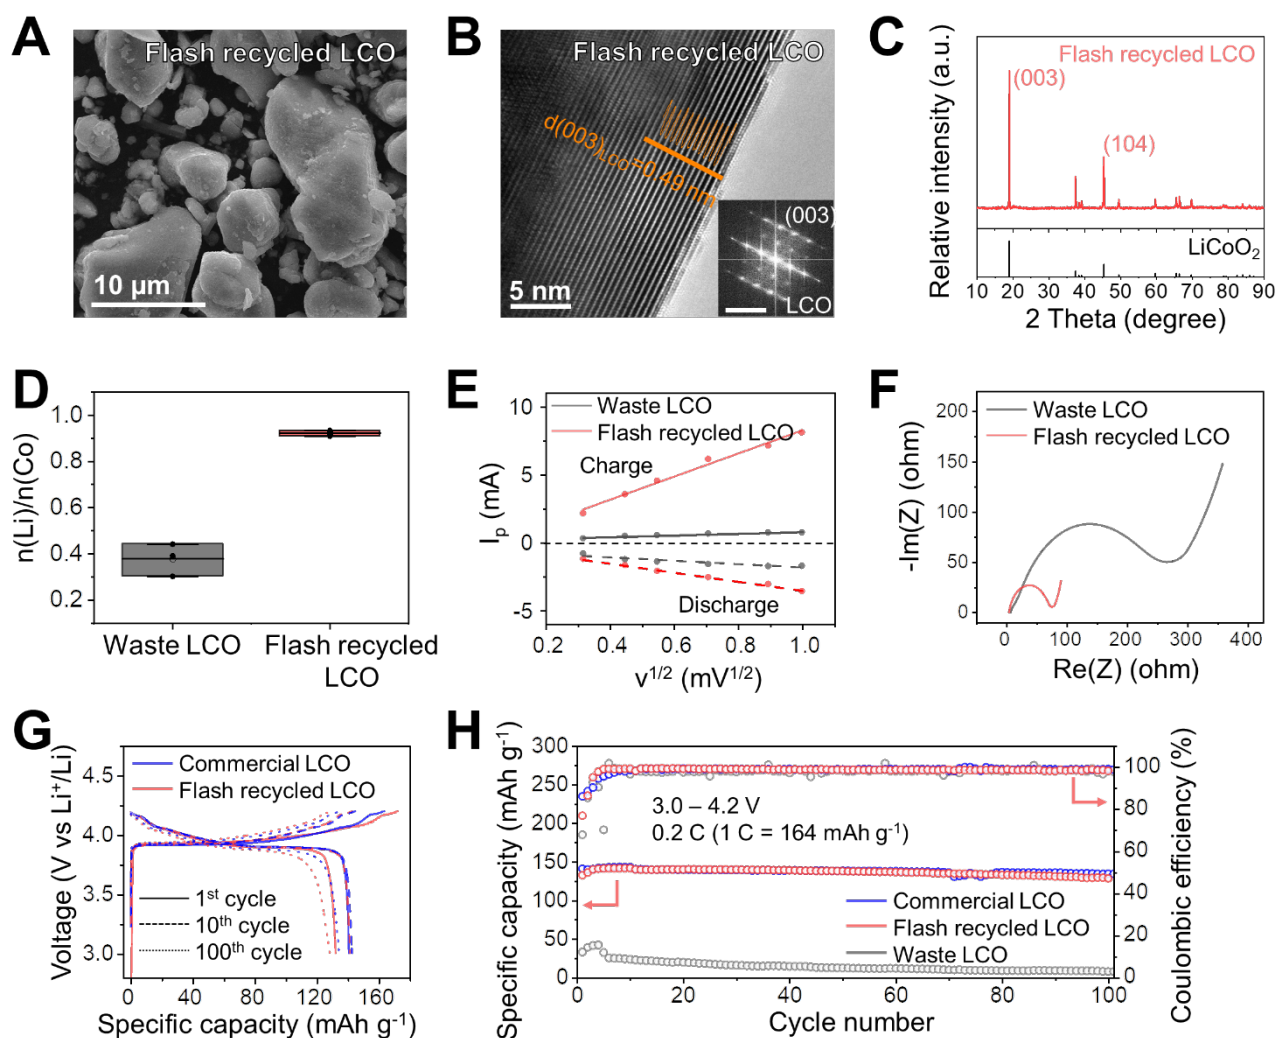 A
Flash recycled LCO
10 μm
B
Flash recycled LCO
d(003)LCO=0.49 nm
5 nm
(003)
LCO
C
Relative intensity (a.u.)
Flash recycled LCO
(003)
(104)
LiCoO2
10 20 30 40 50 60 70 80 90
2 Theta (degree)
D
n(Li)/n(Co)
1.0
0.8
0.6
0.4
0.2
Waste LCO
Flash recycled
LCO
E
Ip (mA)
10
5
0
-5
Waste LCO
Flash recycled LCO
Charge
Discharge
0.2 0.4 0.6 0.8 1.0
v1/2 (mV1/2)
F
-Im(Z) (ohm)
200
150
100
50
0
Waste LCO
Flash recycled LCO
0 100 200 300 400
Re(Z) (ohm)
G
Voltage (V vs Li+/Li)
4.5
4.0
3.5
3.0
Commercial LCO
Flash recycled LCO
1st cycle
10th cycle
100th cycle
0 40 80 120 160
Specific capacity (mAh g-1)
H
Specific capacity (mAh g-1)
300
250
200
150
100
50
0
3.0 – 4.2 V
0.2 C (1 C = 164 mAh g-1)
Commercial LCO
Flash recycled LCO
Waste LCO
0 20 40 60 80 100
Cycle number
100
80
60
40
20
0
Coulombic efficiency (%)